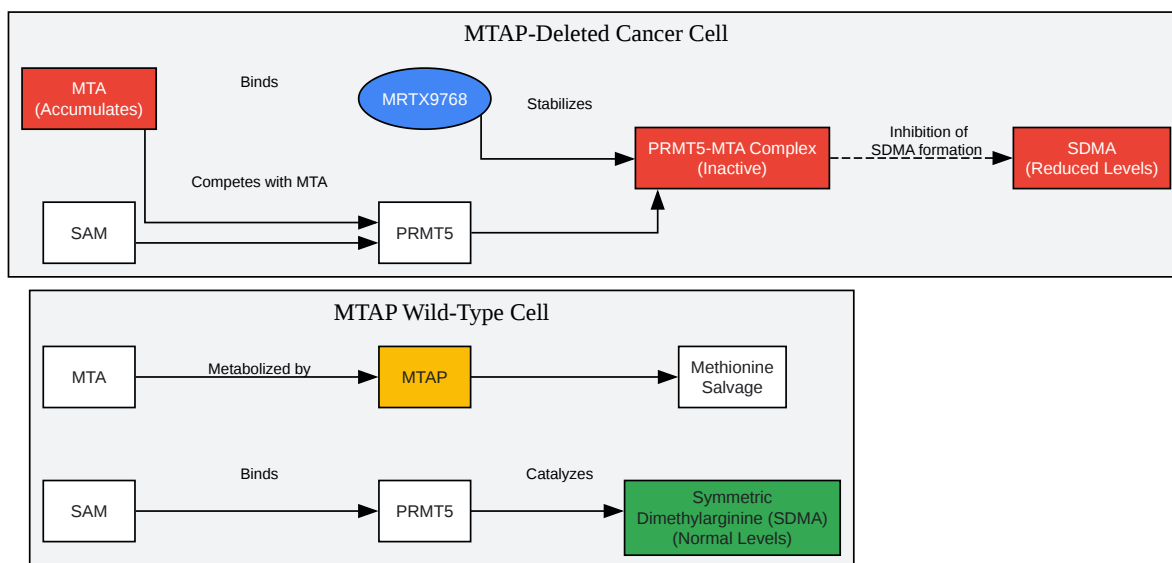 MTAP-Deleted Cancer Cell
MTA
(Accumulates)
Binds
MRTX9768
Stabilizes
PRMT5-MTA Complex
(Inactive)
Inhibition of
SDMA formation
SDMA
(Reduced Levels)
Competes with MTA
SAM
PRMT5
MTAP Wild-Type Cell
MTA
Metabolized by
MTAP
Methionine
Salvage
SAM
Binds
PRMT5
Catalyzes
Symmetric
Dimethylarginine (SDMA)
(Normal Levels)